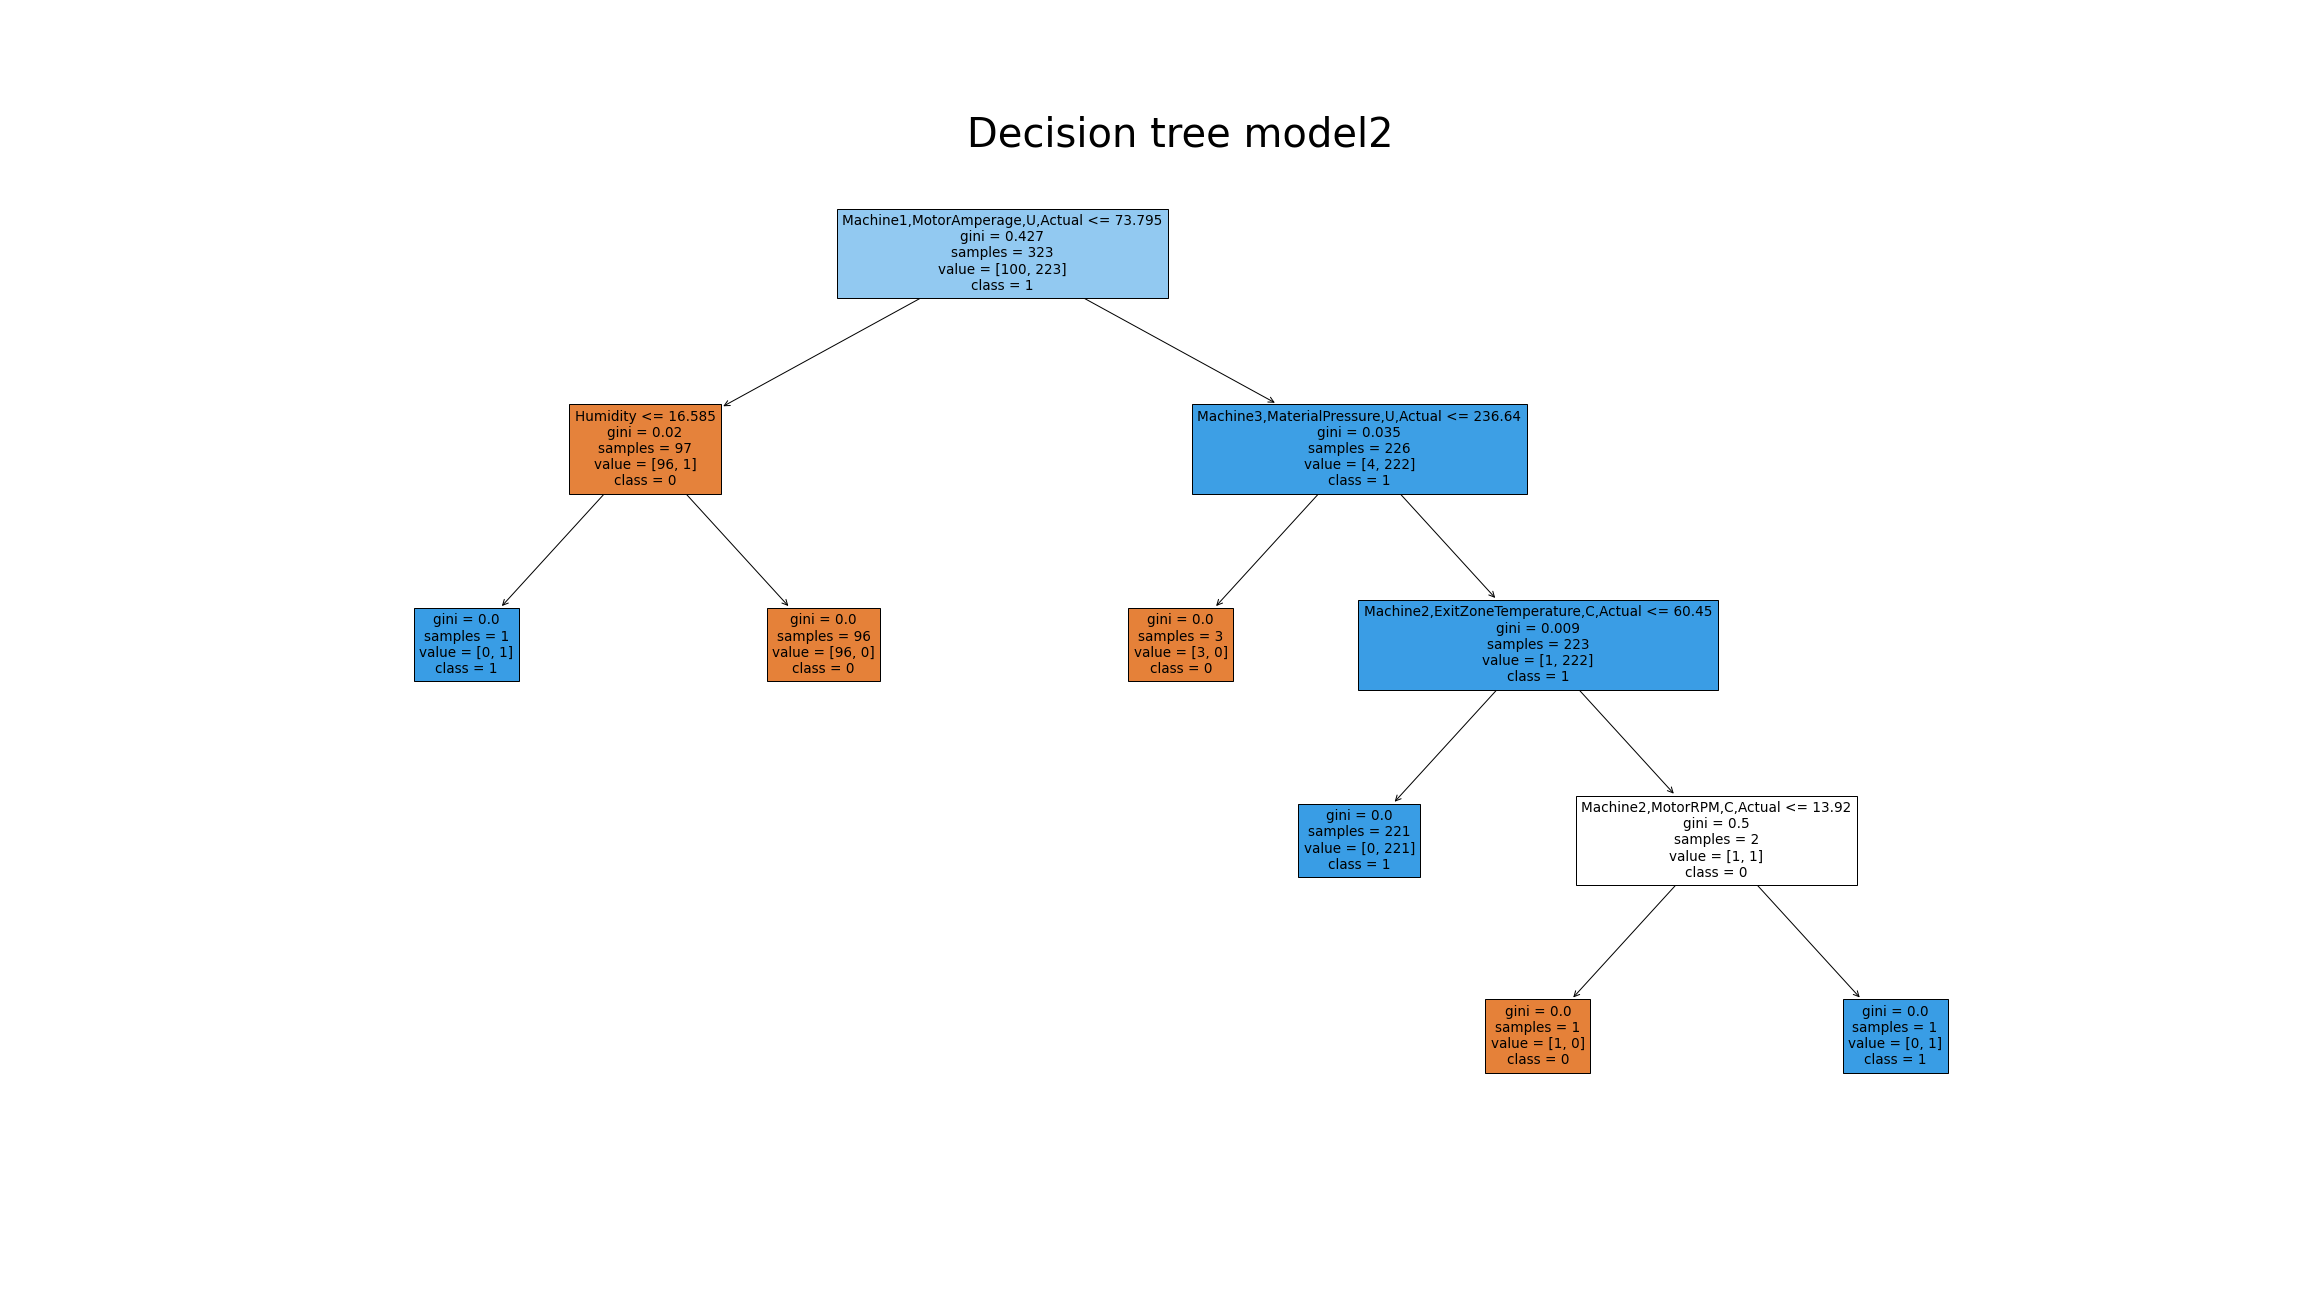 Decision tree model2
Machine1,MotorAmperage,U,Actual <= 73.795
gini = 0.427
samples = 323
value = [100, 223]
class = 1
Humidity <= 16.585
gini = 0.02
samples = 97
value = [96, 1]
class = 0
Machine3,MaterialPressure,U,Actual <= 236.64
gini = 0.035
samples = 226
value = [4, 222]
class = 1
gini = 0.0
samples = 1
value = [0, 1]
class = 1
gini = 0.0
samples = 96
value = [96, 0]
class = 0
gini = 0.0
samples = 3
value = [3, 0]
class = 0
Machine2,ExitZoneTemperature,C,Actual <= 60.45
gini = 0.009
samples = 223
value = [1, 222]
class = 1
gini = 0.0
samples = 221
value = [0, 221]
class = 1
Machine2,MotorRPM,C,Actual <= 13.92
gini = 0.5
samples = 2
value = [1, 1]
class = 0
gini = 0.0
samples = 1
value = [1, 0]
class = 0
gini = 0.0
samples = 1
value = [0, 1]
class = 1